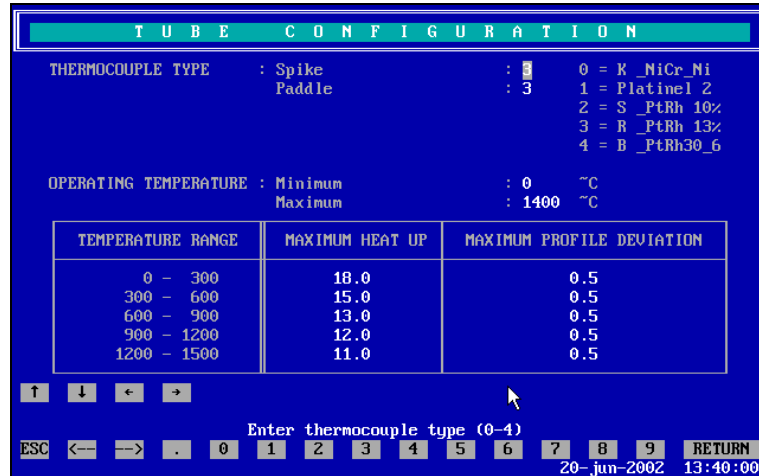 TUBE CONFIGURATION
THERMOCOUPLE TYPE : Spike : 3 0 = K _NiCr_Ni
Paddle : 3 1 = Platinel 2
2 = S _PtRh 10%
3 = R _PtRh 13%
4 = B _PtRh30_6
OPERATING TEMPERATURE : Minimum : 0 ~C
Maximum : 1400 ~C
TEMPERATURE RANGE MAXIMUM HEAT UP MAXIMUM PROFILE DEVIATION
0 - 300 18.0 0.5
300 - 600 15.0 0.5
600 - 900 13.0 0.5
900 - 1200 12.0 0.5
1200 - 1500 11.0 0.5
↑ ↓ ← →
Enter thermocouple type (0-4)
ESC <-- --> . 0 1 2 3 4 5 6 7 8 9 RETURN
20-jun-2002 13:40:00